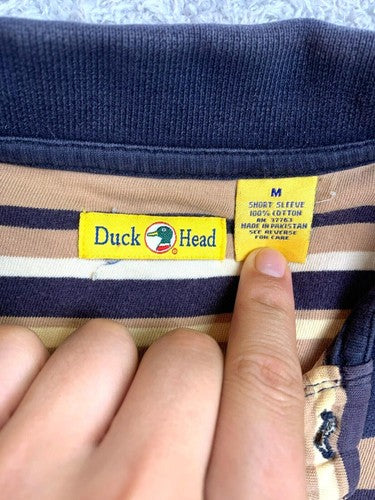 Duck Head
M
SHORT SLEEVE
100% COTTON
RN 37763
MADE IN PAKISTAN
SEE REVERSE
FOR CARE